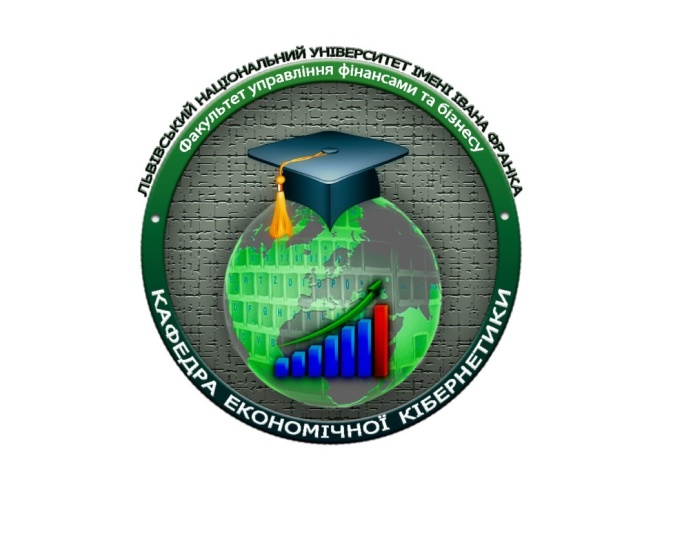 ЛЬВІВСЬКИЙ НАЦІОНАЛЬНИЙ УНІВЕРСИТЕТ ІМЕНІ ІВАНА ФРАНКА
Факультет управління фінансами та бізнесу
КАФЕДРА ЕКОНОМІЧНОЇ КІБЕРНЕТИКИ